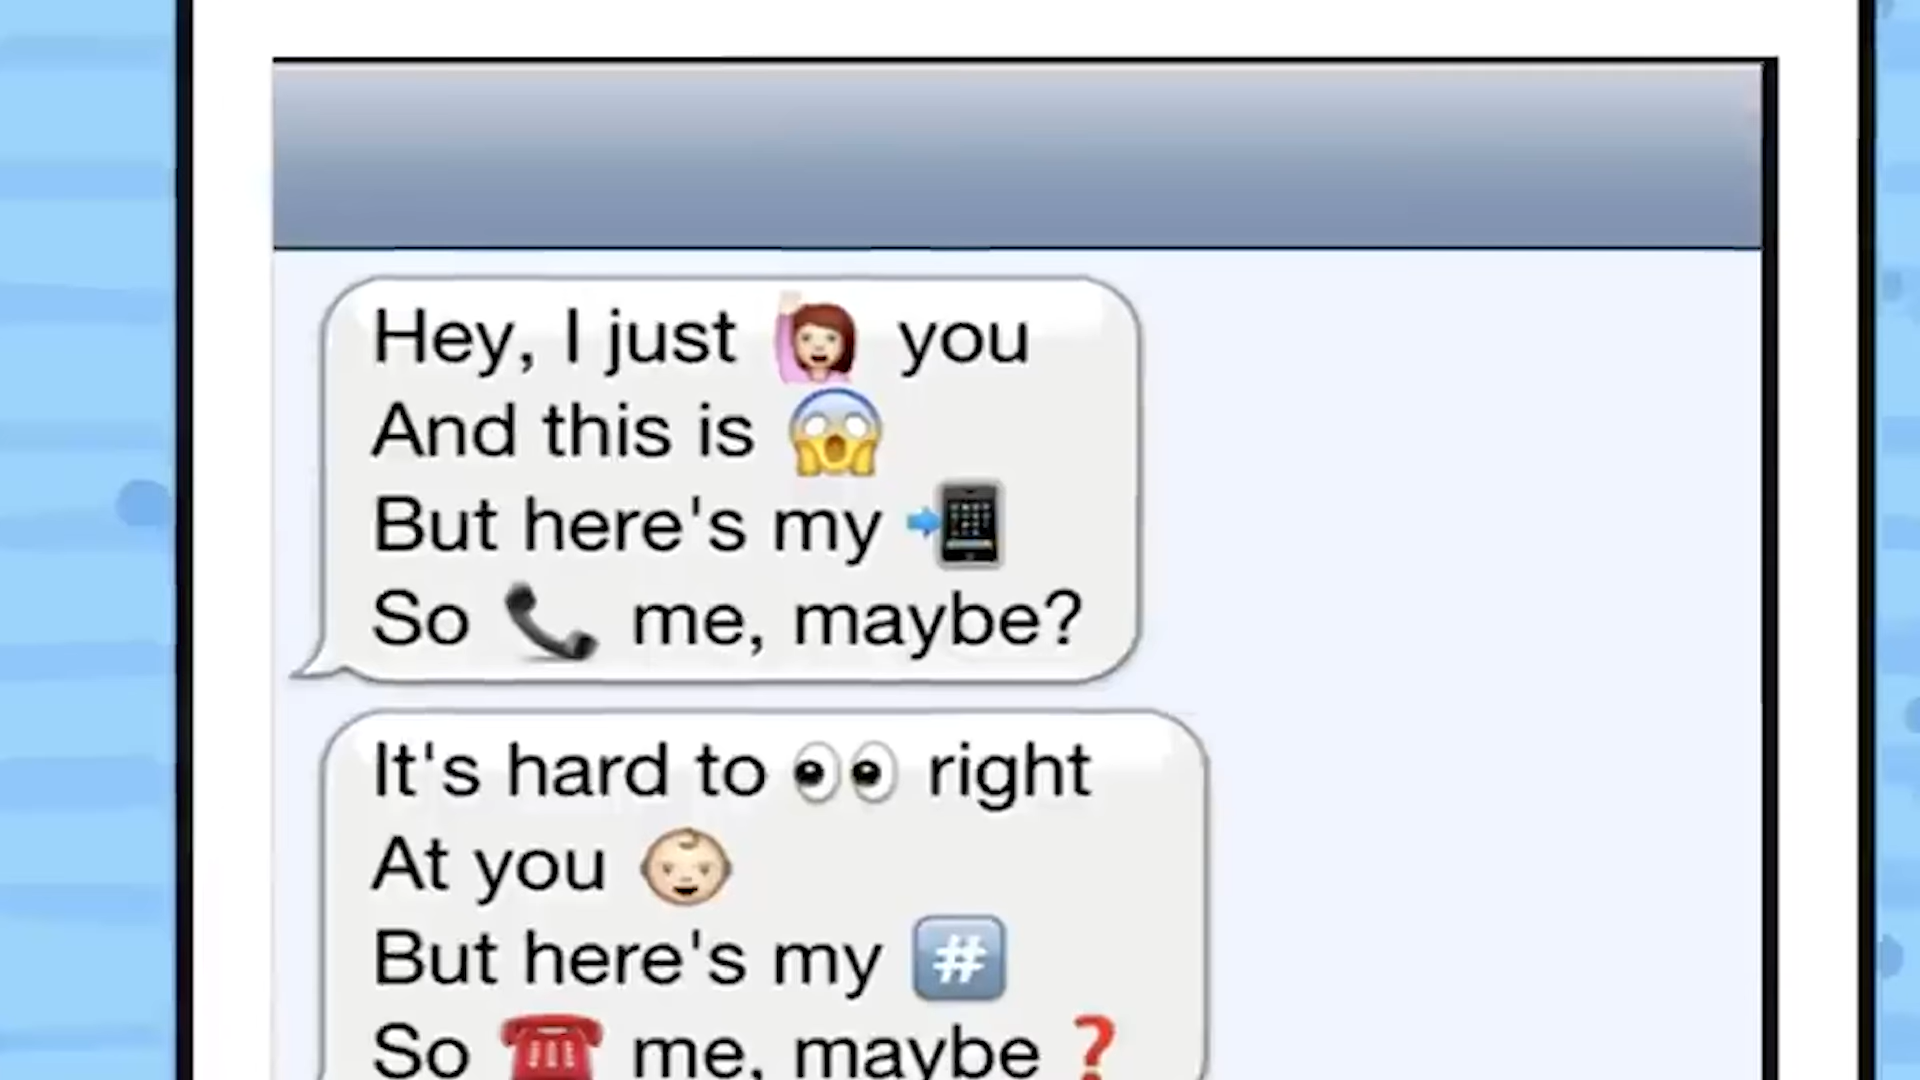 Hey, I just 🙋 you
And this is 😱
But here's my 📲
So 📞 me, maybe?
It's hard to 👀 right
At you 👶
But here's my #️⃣
So ☎️ me, maybe ❓